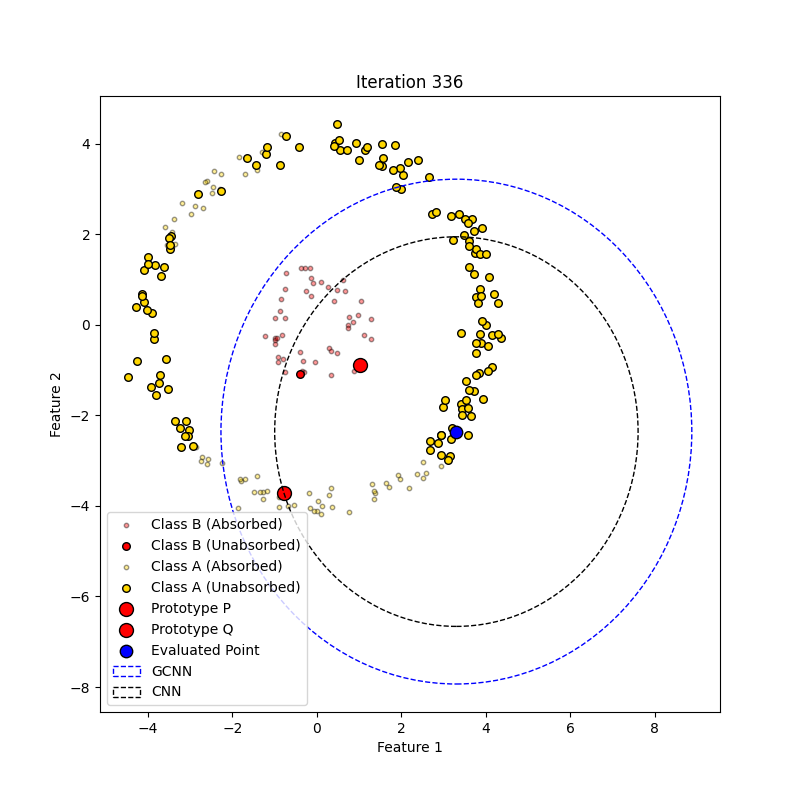 Iteration 336
Feature 2
4
2
0
−2
−4
−6
−8
Class B (Absorbed)
Class B (Unabsorbed)
Class A (Absorbed)
Class A (Unabsorbed)
Prototype P
Prototype Q
Evaluated Point
GCNN
CNN
−4 −2 0 2 4 6 8
Feature 1